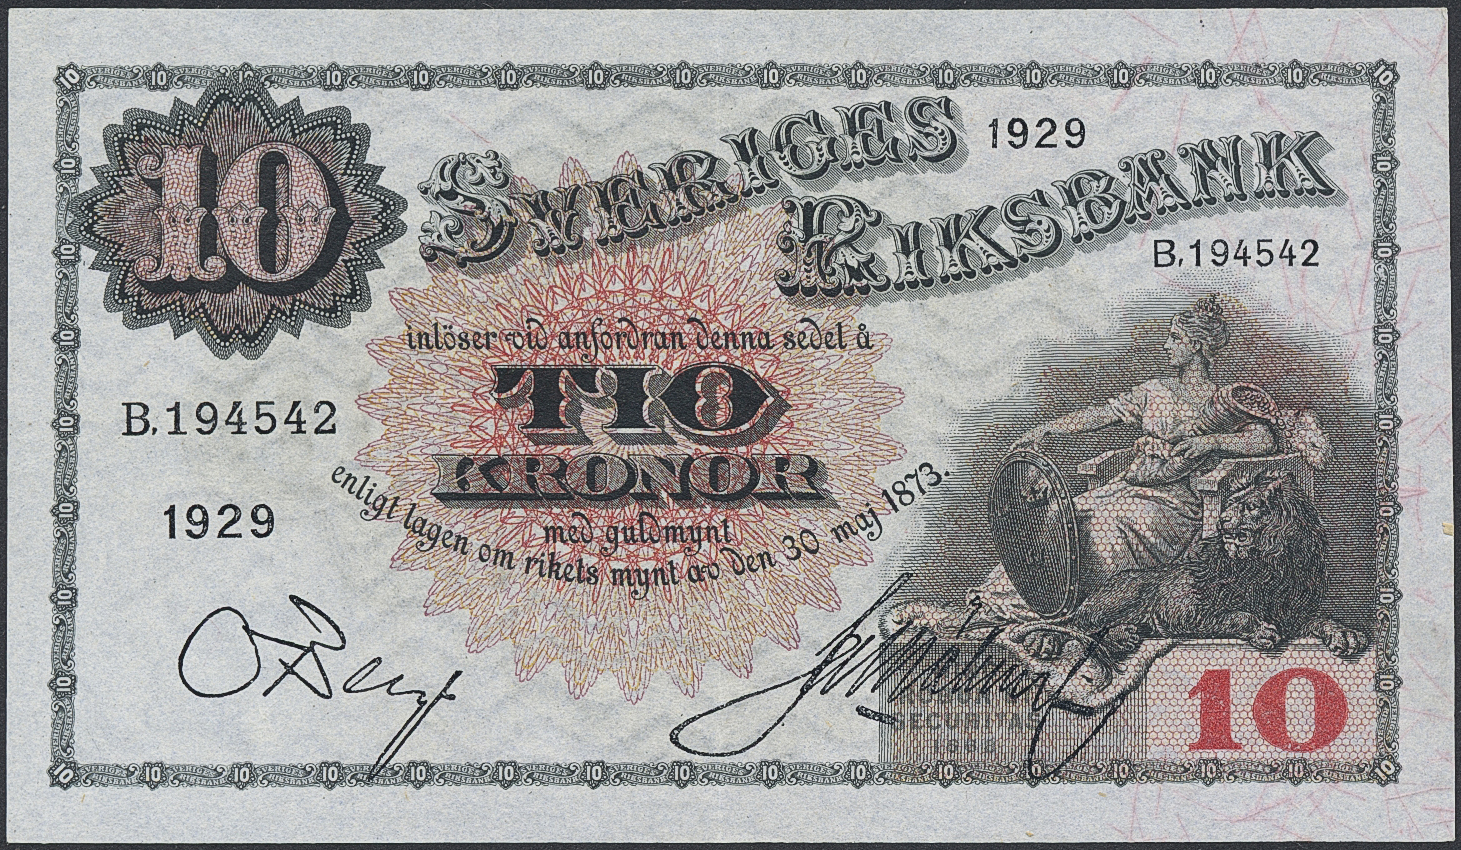 10
SVERIGES
RIKSBANK
1929
B.194542
inlöser vid anfordran denna sedel å
TIO
KRONOR
B.194542
1929
med guldmynt
enligt lagen om rikets mynt av den 30 maj 1873.
SECURITAS
10